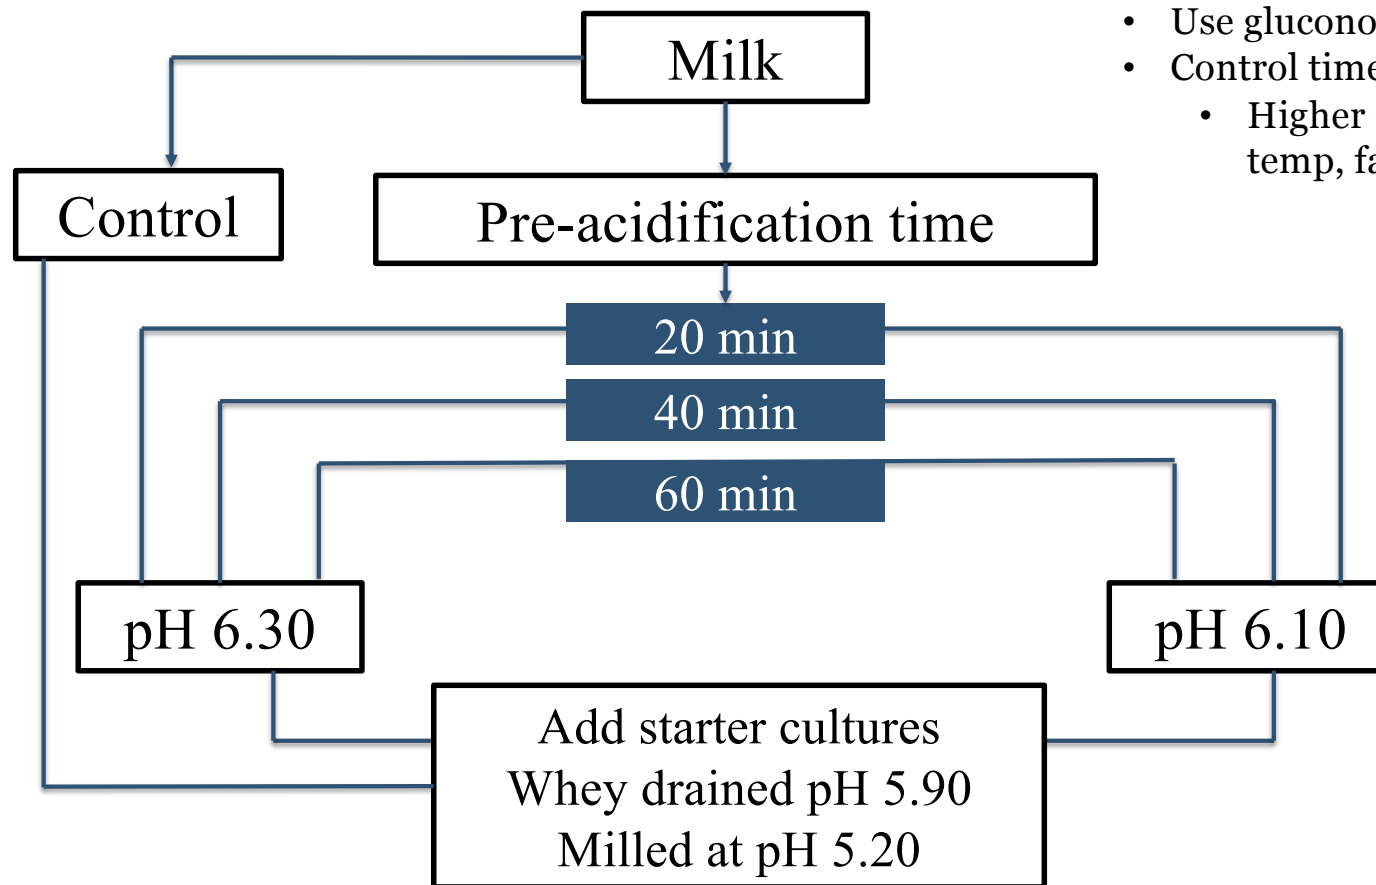 • Use glucono
• Control time
• Higher
temp, fa
Milk
Control
Pre-acidification time
20 min
40 min
60 min
pH 6.30
pH 6.10
Add starter cultures
Whey drained pH 5.90
Milled at pH 5.20